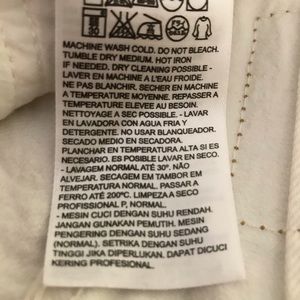 30
MACHINE WASH COLD. DO NOT BLEACH.
TUMBLE DRY MEDIUM. HOT IRON
IF NEEDED. DRY CLEANING POSSIBLE -
LAVER EN MACHINE A L'EAU FROIDE.
NE PAS BLANCHIR. SECHER EN MACHINE
A TEMPERATURE MOYENNE. REPASSER A
TEMPERATURE ELEVEE AU BESOIN.
NETTOYAGE A SEC POSSIBLE. - LAVAR
EN LAVADORA CON AGUA FRIA Y
DETERGENTE. NO USAR BLANQUEADOR.
SECADO MEDIO EN SECADORA.
PLANCHAR EN TEMPERATURA ALTA SI ES
NECESARIO. ES POSIBLE LAVAR EN SECO.
- LAVAGEM NORMAL ATÉ 30º. NÃO
ALVEJAR. SECAGEM EM TAMBOR EM
TEMPERATURA NORMAL. PASSAR A
FERRO ATÉ 200ºC. LIMPEZA A SECO
PROFISSIONAL P, NORMAL.
- MESIN CUCI DENGAN SUHU RENDAH.
JANGAN GUNAKAN PEMUTIH.
MESIN PENGERING DENGAN SUHU SEDANG
(NORMAL). SETRIKA DENGAN SUHU
TINGGI JIKA DIPERLUKAN. DAPAT DICUCI
KERING PROFESIONAL.